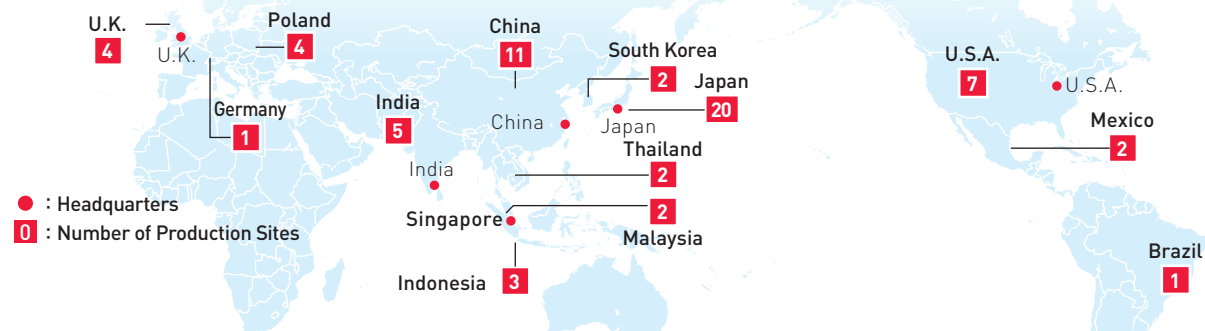 U.K.
4
U.K.
Poland
4
Germany
1
China
11
South Korea
2
Japan
20
India
5
China
Japan
Thailand
2
India
Singapore
2
Malaysia
Indonesia
3
U.S.A.
7
U.S.A.
Mexico
2
Brazil
1
: Headquarters
0 : Number of Production Sites